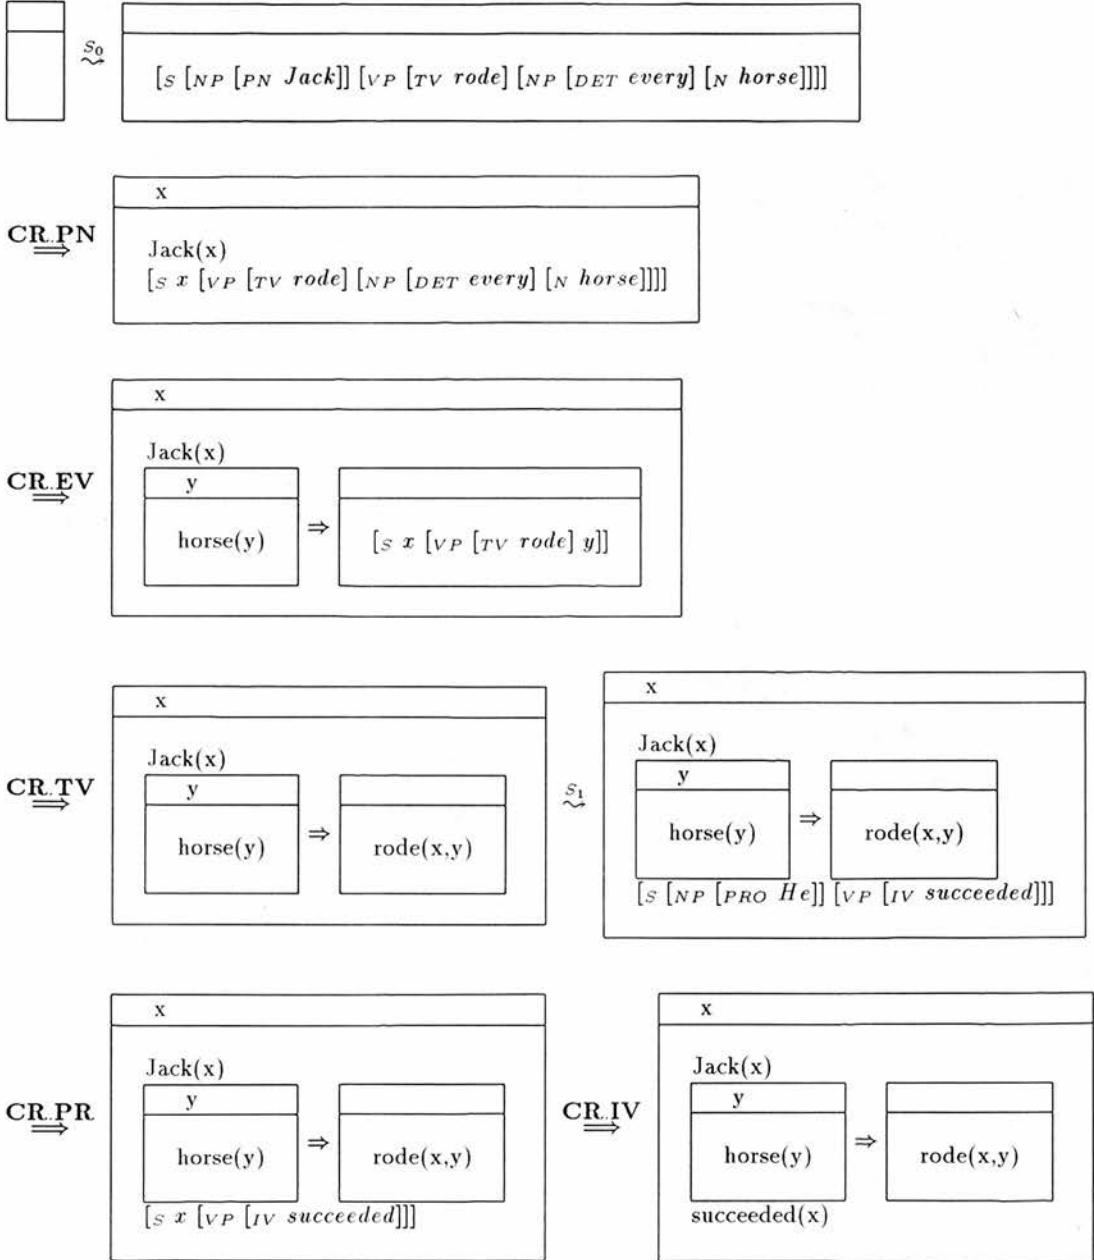 S₀
⤳
[S [NP [PN Jack]] [VP [TV rode] [NP [DET every] [N horse]]]]
x
CR.PN
⟹
Jack(x)
[S x [VP [TV rode] [NP [DET every] [N horse]]]]
x
Jack(x)
CR.EV
⟹
y
horse(y) ⇒ [S x [VP [TV rode] y]]
x x
Jack(x) Jack(x)
CR.TV
⟹
y S₁ ⤳ y
horse(y) ⇒ rode(x,y) horse(y) ⇒ rode(x,y)
[S [NP [PRO He]] [VP [IV succeeded]]]
x x
Jack(x) Jack(x)
CR.PR y CR.IV y
⟹ ⟹
horse(y) ⇒ rode(x,y) horse(y) ⇒ rode(x,y)
[S x [VP [IV succeeded]]] succeeded(x)